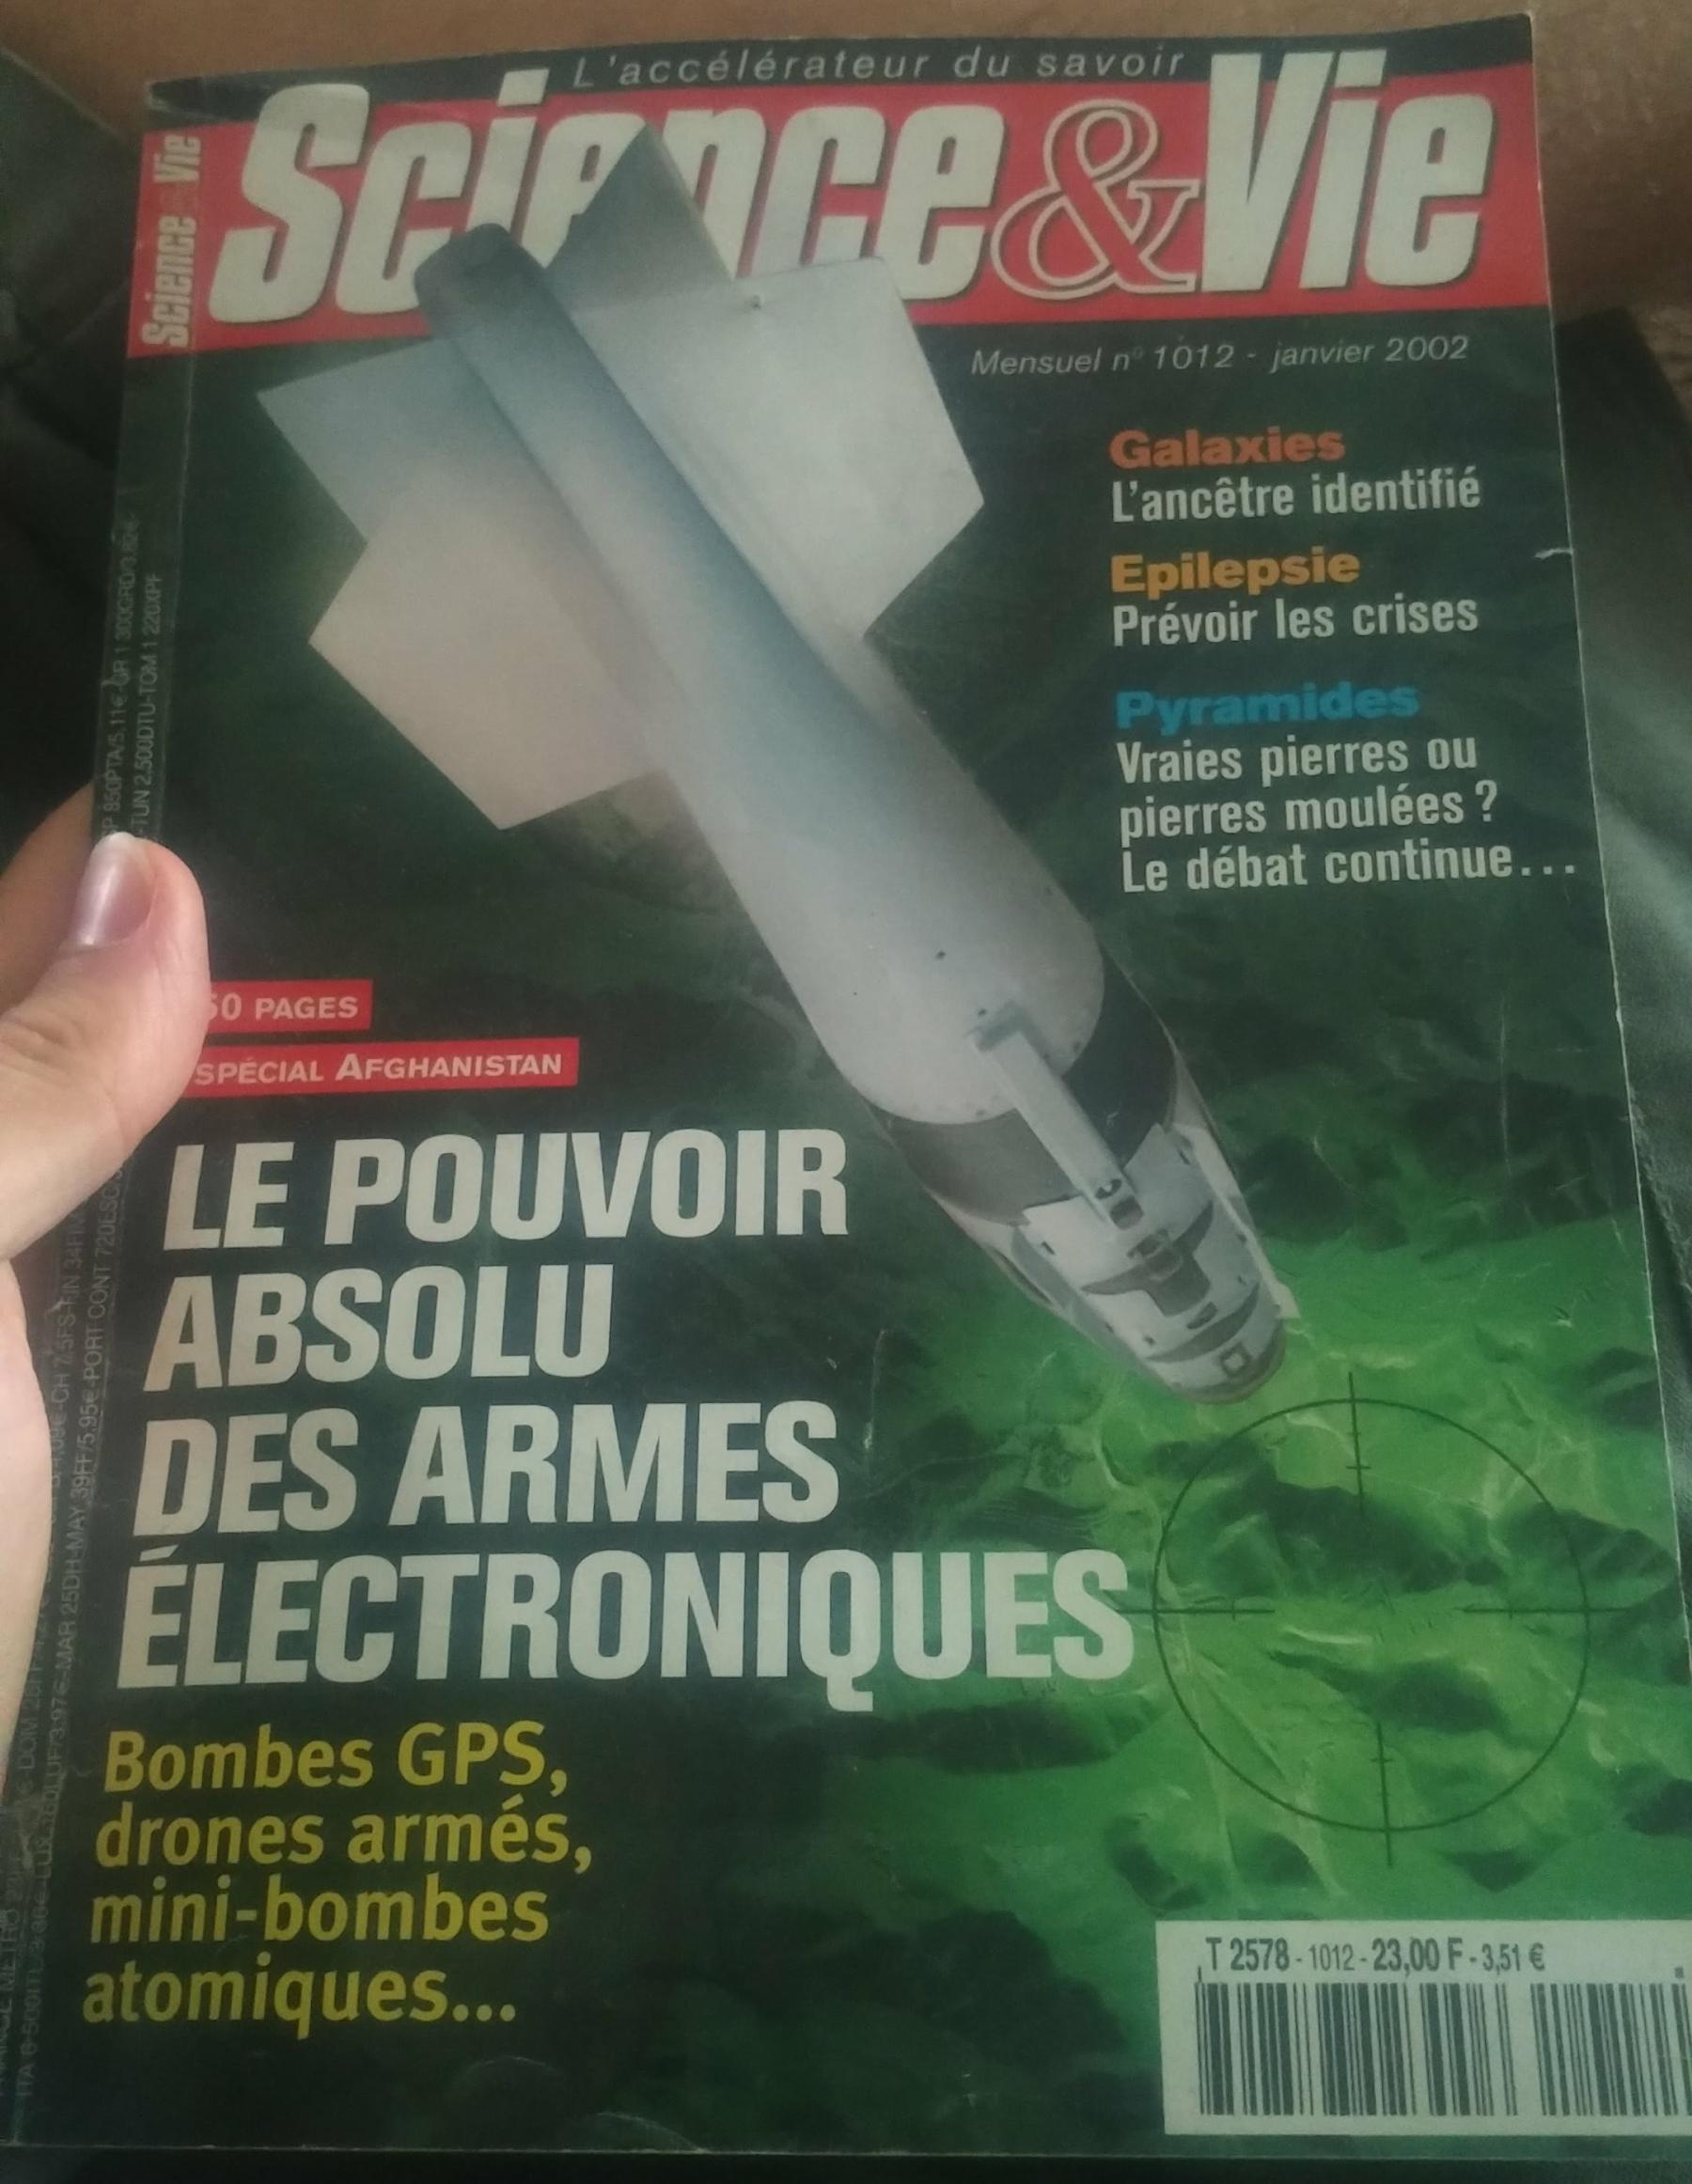 L'accélérateur du savoir
Science&Vie
Science Vie
Mensuel n° 1012 - janvier 2002
Galaxies
L'ancêtre identifié
Epilepsie
Prévoir les crises
Pyramides
Vraies pierres ou
pierres moulées ?
Le débat continue...
PAGES
SPÉCIAL AFGHANISTAN
LE POUVOIR
ABSOLU
DES ARMES
ÉLECTRONIQUES
Bombes GPS,
drones armés,
mini-bombes
atomiques...
T 2578 - 1012 - 23,00 F - 3,51 €